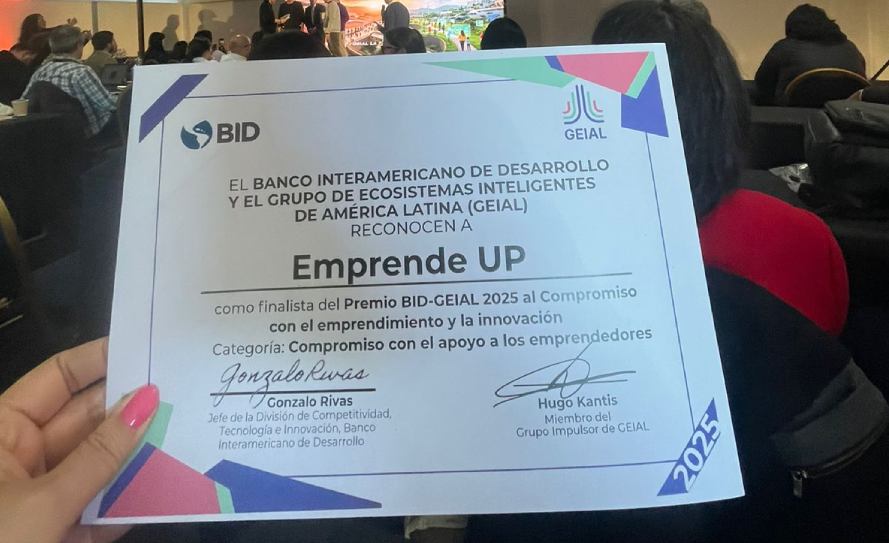 BID
GEIAL
EL BANCO INTERAMERICANO DE DESARROLLO
Y EL GRUPO DE ECOSISTEMAS INTELIGENTES
DE AMÉRICA LATINA (GEIAL)
RECONOCEN A
Emprende UP
como finalista del Premio BID-GEIAL 2025 al Compromiso
con el emprendimiento y la innovación
Categoría: Compromiso con el apoyo a los emprendedores
Gonzalo Rivas
Gonzalo Rivas
Jefe de la División de Competitividad,
Tecnología e Innovación, Banco
Interamericano de Desarrollo
Hugo Kantis
Miembro del
Grupo Impulsor de GEIAL
2025